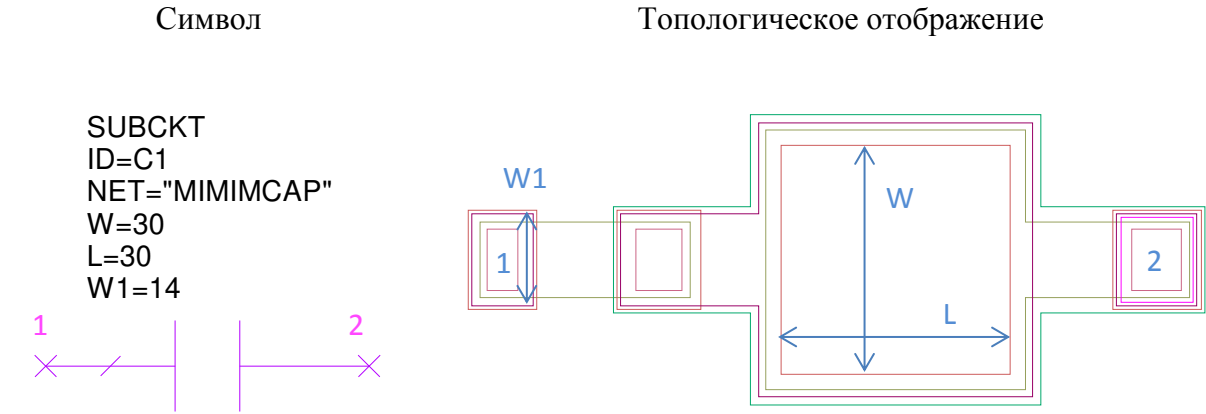 Символ
Топологическое отображение
SUBCKT
ID=C1
NET="MIMIMCAP"
W=30
L=30
W1=14
1
2
W1
W
1
2
L